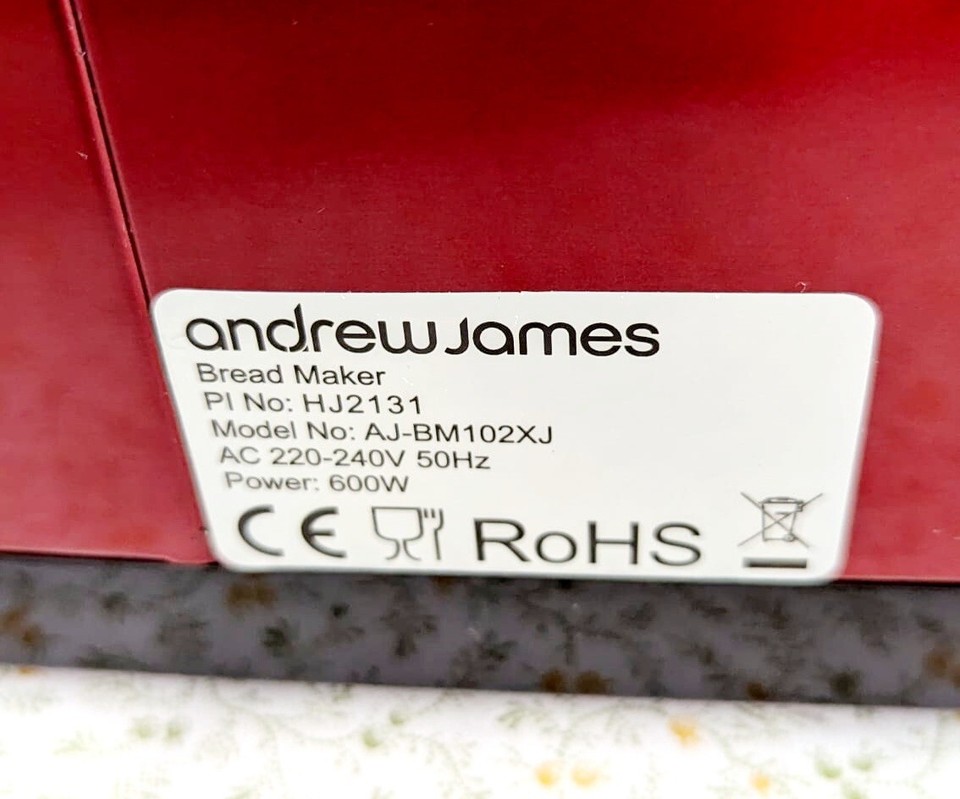 andrew james
Bread Maker
PI No: HJ2131
Model No: AJ-BM102XJ
AC 220-240V 50Hz
Power: 600W
CE RoHS